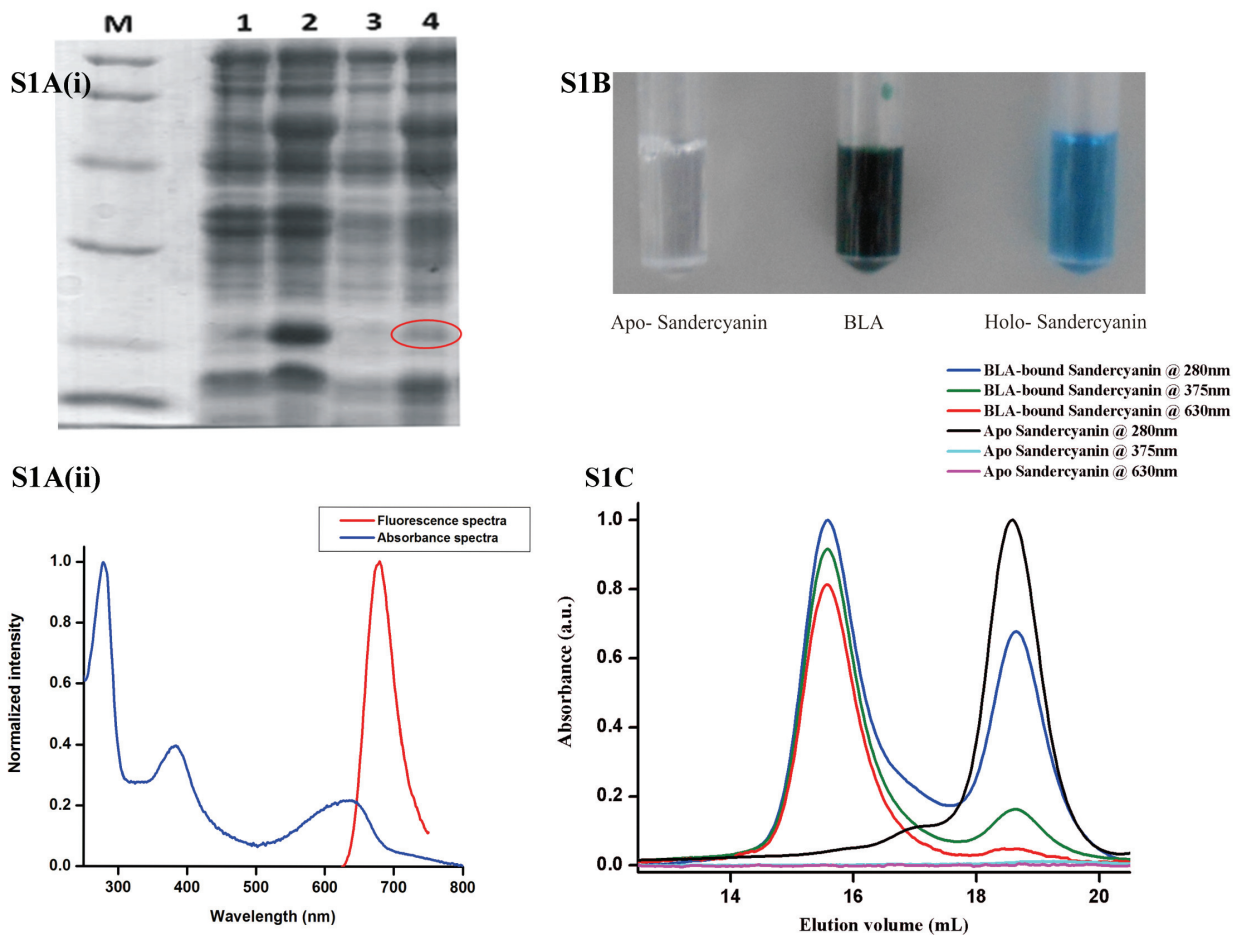 M 1 2 3 4
S1A(i)
S1B
Apo- Sandercyanin BLA Holo- Sandercyanin
BLA-bound Sandercyanin @ 280nm
BLA-bound Sandercyanin @ 375nm
BLA-bound Sandercyanin @ 630nm
Apo Sandercyanin @ 280nm
Apo Sandercyanin @ 375nm
Apo Sandercyanin @ 630nm
S1A(ii)
Fluorescence spectra
Absorbance spectra
Normalized intensity
1.0
0.8
0.6
0.4
0.2
0.0
300 400 500 600 700 800
Wavelength (nm)
S1C
Absorbance (a.u.)
1.0
0.8
0.6
0.4
0.2
0.0
14 16 18 20
Elution volume (mL)